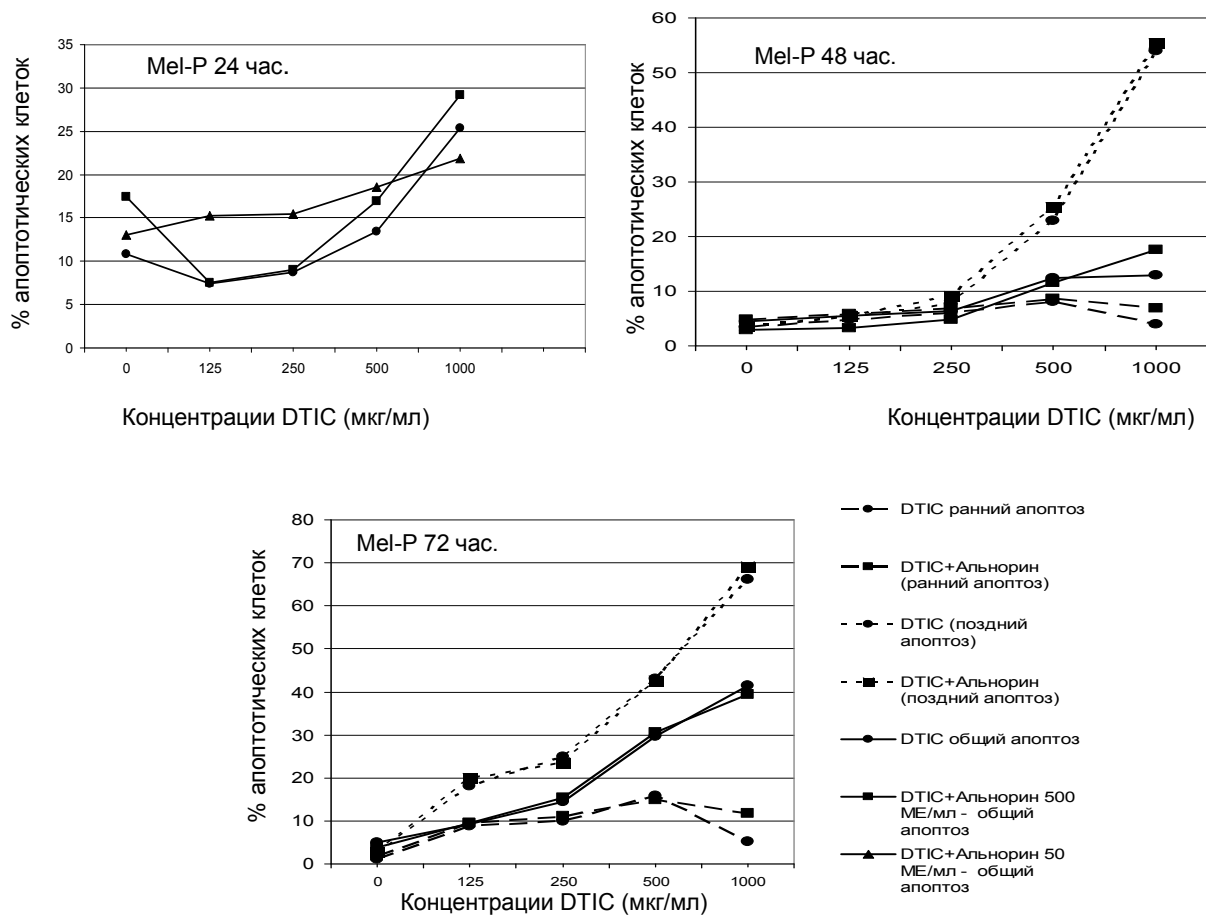 Mel-P 24 час.
% апоптотических клеток
35
30
25
20
15
10
5
0
0 125 250 500 1000
Концентрации DTIC (мкг/мл)
Mel-P 48 час.
% апоптотических клеток
60
50
40
30
20
10
0
0 125 250 500 1000
Концентрации DTIC (мкг/мл)
Mel-P 72 час.
% апоптотических клеток
80
70
60
50
40
30
20
10
0
0 125 250 500 1000
Концентрации DTIC (мкг/мл)
DTIC ранний апоптоз
DTIC+Альнорин
(ранний апоптоз)
DTIC (поздний
апоптоз)
DTIC+Альнорин
(поздний апоптоз)
DTIC общий апоптоз
DTIC+Альнорин 500
МЕ/мл - общий
апоптоз
DTIC+Альнорин 50
МЕ/мл - общий
апоптоз